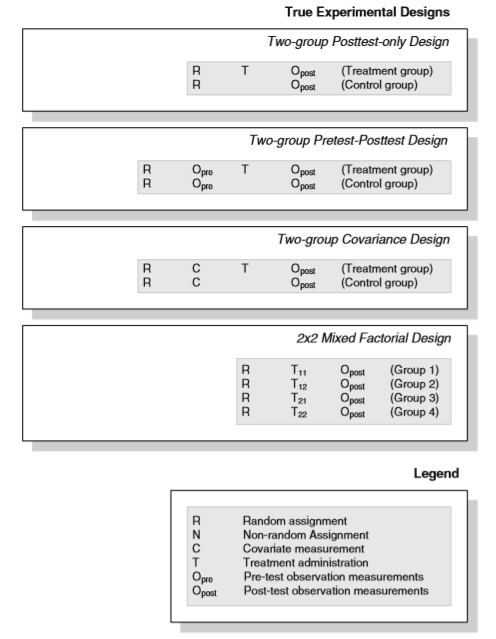 True Experimental Designs
Two-group Posttest-only Design
R T Opost (Treatment group)
R Opost (Control group)
Two-group Pretest-Posttest Design
R Opre T Opost (Treatment group)
R Opre Opost (Control group)
Two-group Covariance Design
R C T Opost (Treatment group)
R C Opost (Control group)
2x2 Mixed Factorial Design
R T11 Opost (Group 1)
R T12 Opost (Group 2)
R T21 Opost (Group 3)
R T22 Opost (Group 4)
Legend
R Random assignment
N Non-random Assignment
C Covariate measurement
T Treatment administration
Opre Pre-test observation measurements
Opost Post-test observation measurements